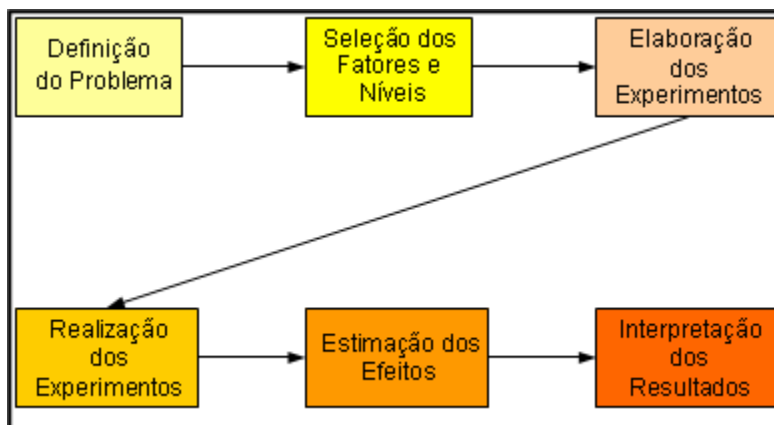 Definição
do Problema
Seleção dos
Fatores e
Níveis
Elaboração
dos
Experimentos
Realização
dos
Experimentos
Estimação dos
Efeitos
Interpretação
dos
Resultados